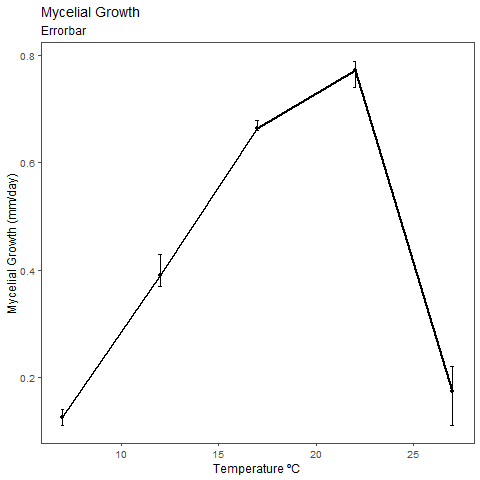 Mycelial Growth
Errorbar
0.8
0.6
0.4
0.2
Mycelial Growth (mm/day)
10 15 20 25
Temperature ºC